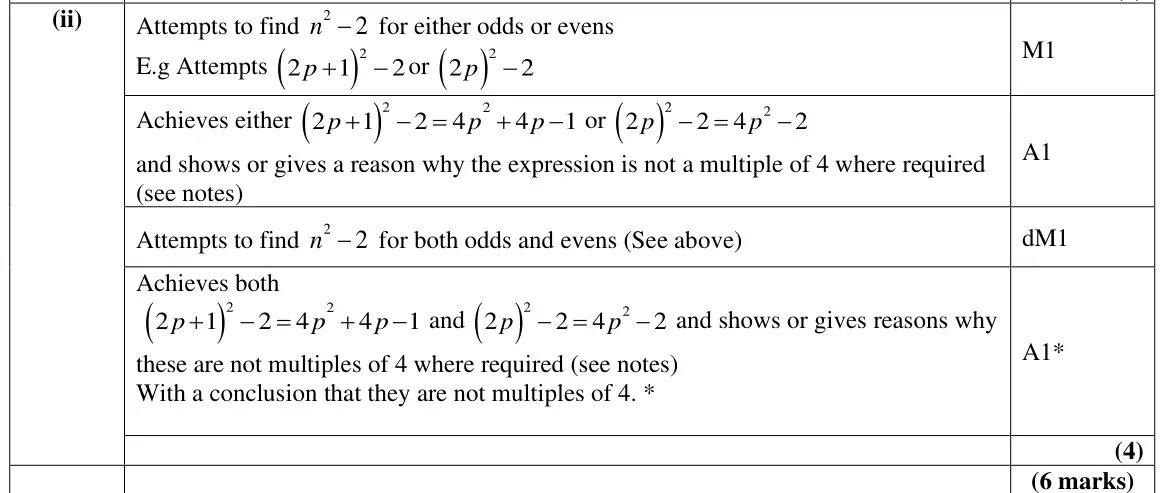 (ii)
Attempts to find n² − 2 for either odds or evens
E.g Attempts (2p + 1)² − 2 or (2p)² − 2
M1
Achieves either (2p + 1)² − 2 = 4p² + 4p − 1 or (2p)² − 2 = 4p² − 2
and shows or gives a reason why the expression is not a multiple of 4 where required
(see notes)
A1
Attempts to find n² − 2 for both odds and evens (See above)
dM1
Achieves both
(2p + 1)² − 2 = 4p² + 4p − 1 and (2p)² − 2 = 4p² − 2 and shows or gives reasons why
these are not multiples of 4 where required (see notes)
With a conclusion that they are not multiples of 4. *
A1*
(4)
(6 marks)